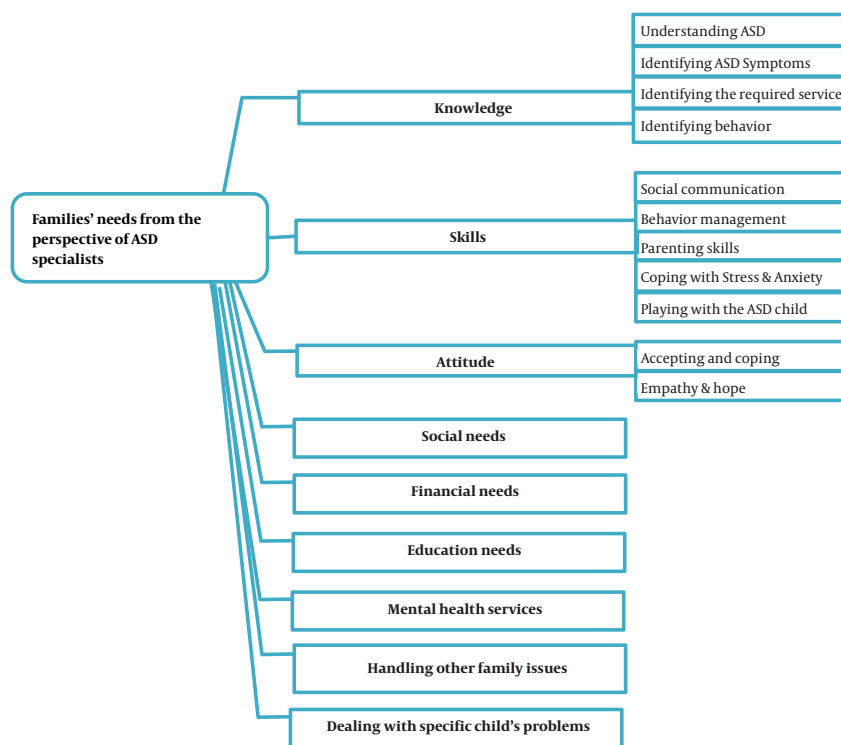 Families' needs from the
perspective of ASD
specialists
Knowledge
Understanding ASD
Identifying ASD Symptoms
Identifying the required service
Identifying behavior
Skills
Social communication
Behavior management
Parenting skills
Coping with Stress & Anxiety
Playing with the ASD child
Attitude
Accepting and coping
Empathy & hope
Social needs
Financial needs
Education needs
Mental health services
Handling other family issues
Dealing with specific child's problems